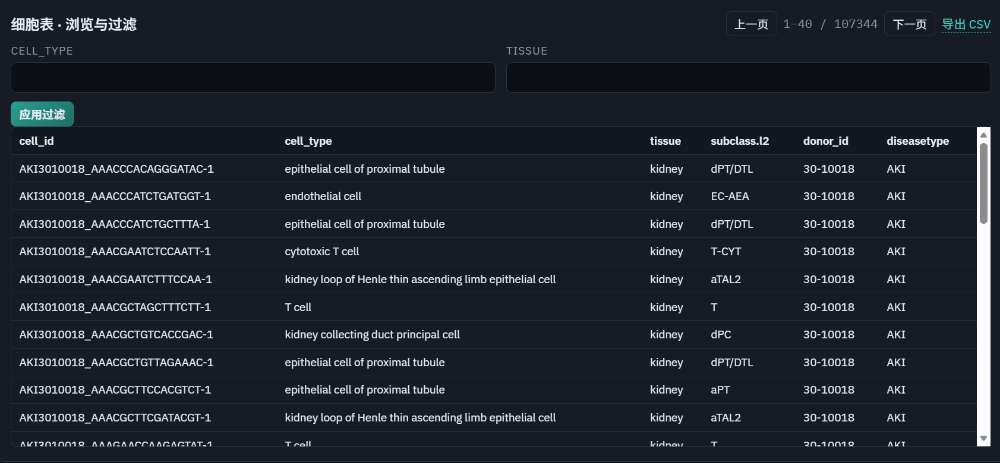 细胞表 · 浏览与过滤
上一页 1–40 / 107344 下一页 导出 CSV
CELL_TYPE TISSUE
应用过滤
cell_id cell_type tissue subclass.l2 donor_id diseasetype
AKI3010018_AAACCCACAGGGATAC-1 epithelial cell of proximal tubule kidney dPT/DTL 30-10018 AKI
AKI3010018_AAACCCATCTGATGGT-1 endothelial cell kidney EC-AEA 30-10018 AKI
AKI3010018_AAACCCATCTGCTTTA-1 epithelial cell of proximal tubule kidney dPT/DTL 30-10018 AKI
AKI3010018_AAACGAATCTCCAATT-1 cytotoxic T cell kidney T-CYT 30-10018 AKI
AKI3010018_AAACGAATCTTTCCAA-1 kidney loop of Henle thin ascending limb epithelial cell kidney aTAL2 30-10018 AKI
AKI3010018_AAACGCTAGCTTTCTT-1 T cell kidney T 30-10018 AKI
AKI3010018_AAACGCTGTCACCGAC-1 kidney collecting duct principal cell kidney dPC 30-10018 AKI
AKI3010018_AAACGCTGTTAGAAAC-1 epithelial cell of proximal tubule kidney dPT/DTL 30-10018 AKI
AKI3010018_AAACGCTTCCACGTCT-1 epithelial cell of proximal tubule kidney aPT 30-10018 AKI
AKI3010018_AAACGCTTCGATACGT-1 kidney loop of Henle thin ascending limb epithelial cell kidney aTAL2 30-10018 AKI
AKI3010018_AAAGAACCAAGAGTAT-1 T cell kidney T 30-10018 AKI